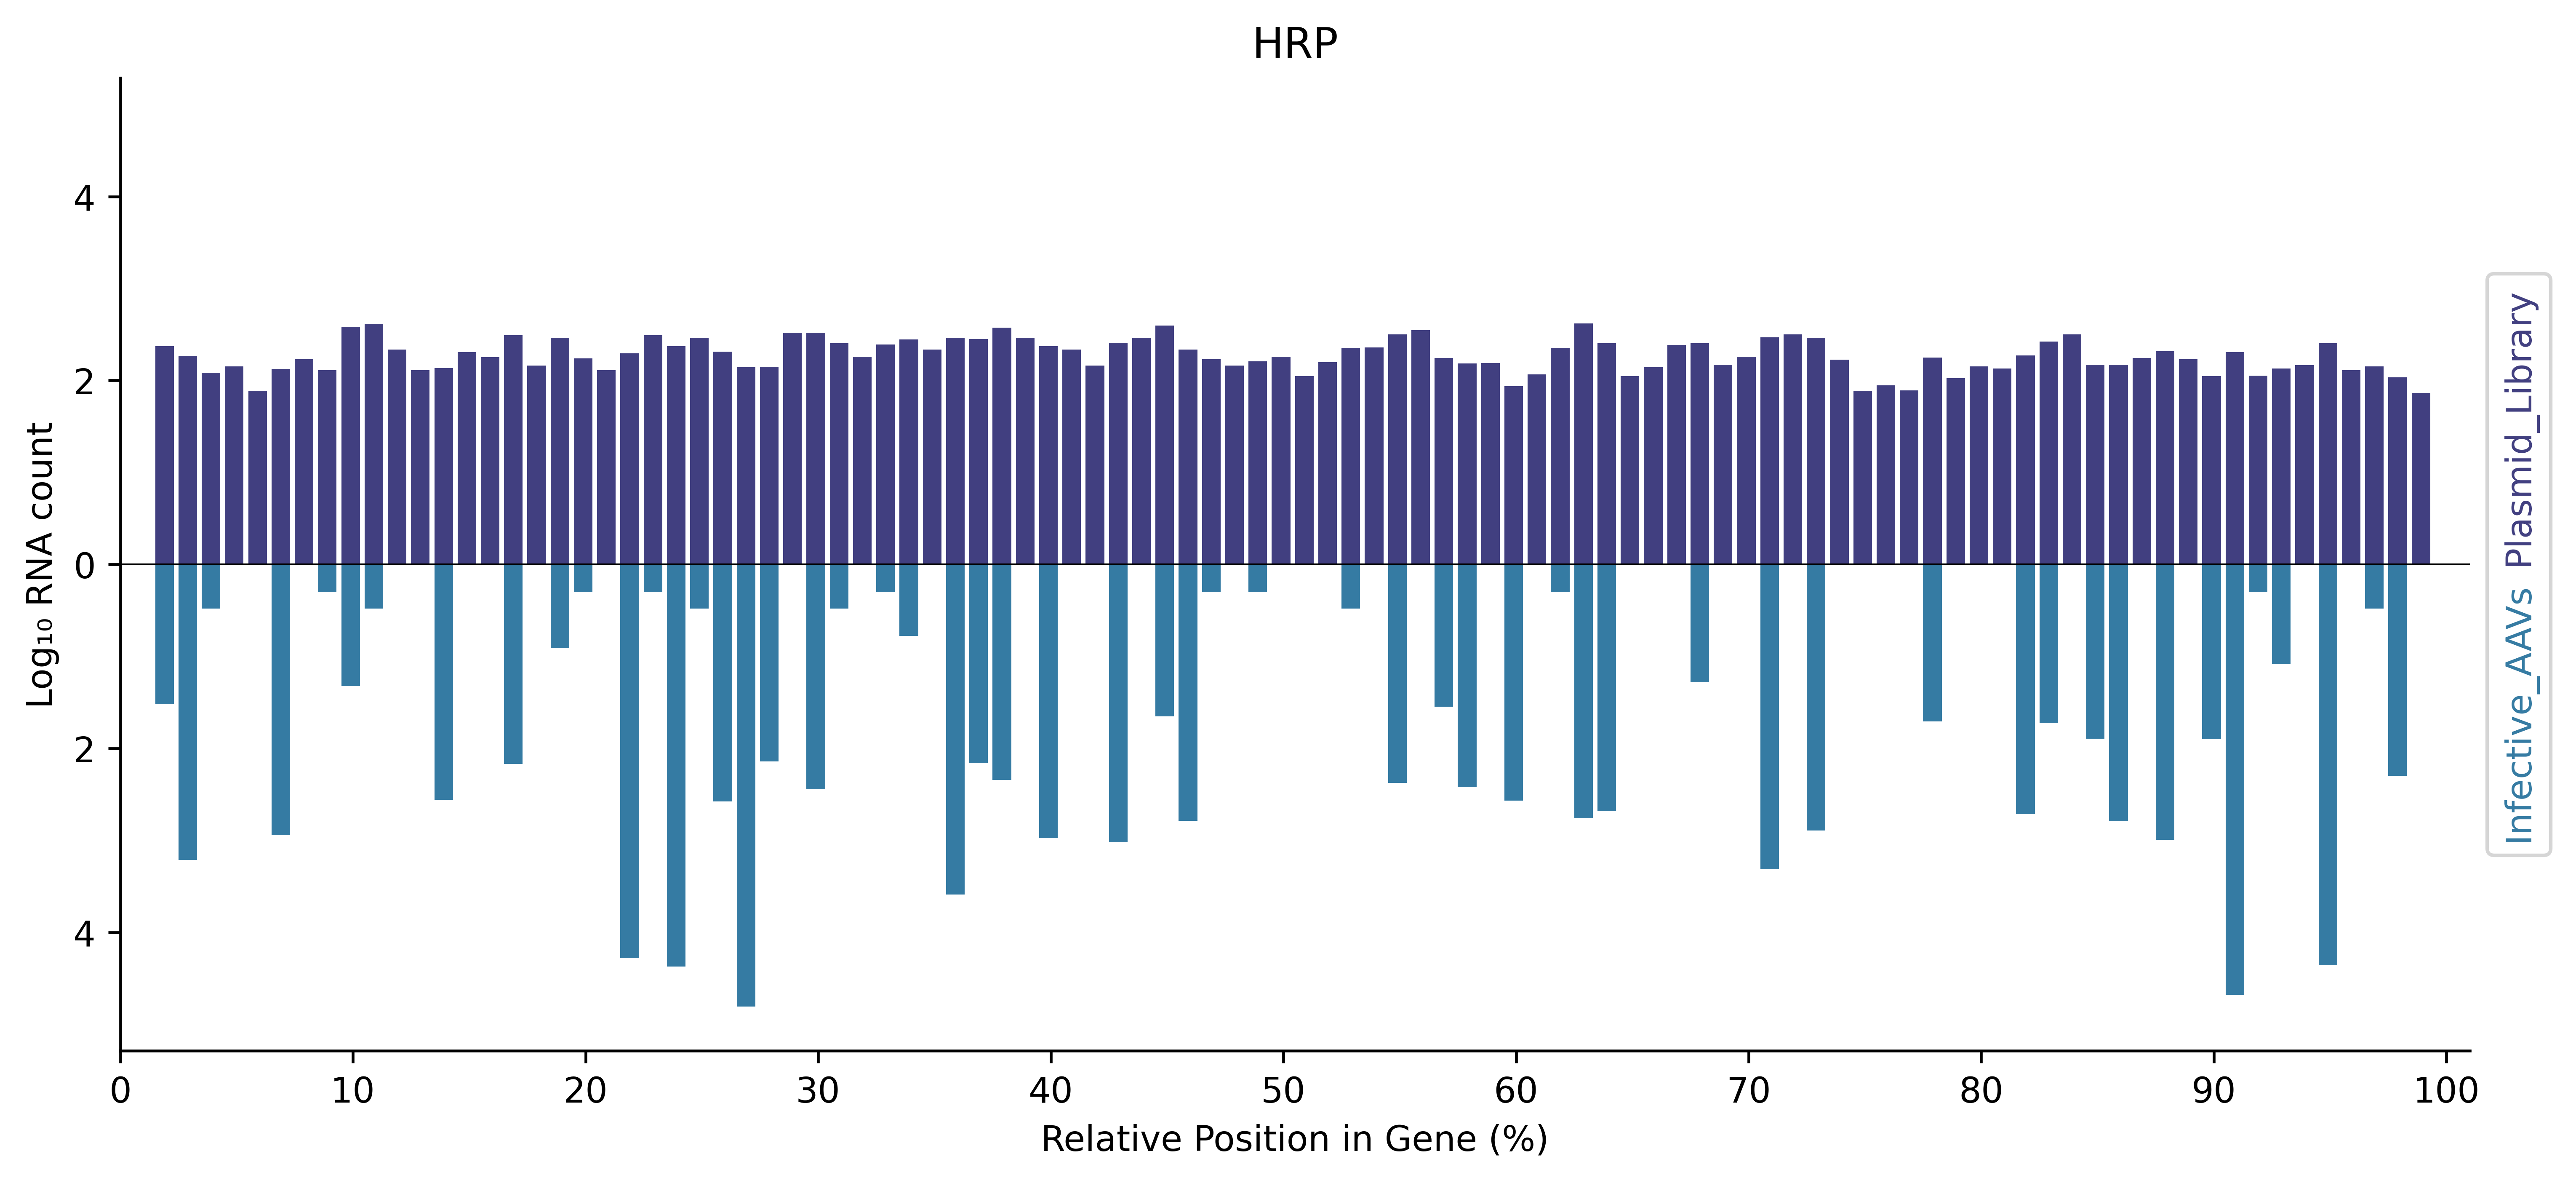 HRP
4
2
0
2
4
Log₁₀ RNA count
0 10 20 30 40 50 60 70 80 90 100
Relative Position in Gene (%)
Infective_AAVs Plasmid_Library